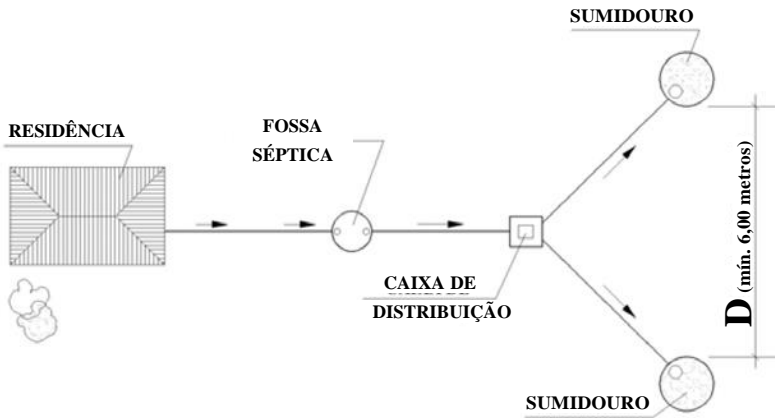 SUMIDOURO
RESIDÊNCIA
FOSSA
SÉPTICA
CAIXA DE
DISTRIBUIÇÃO
D (mín. 6,00 metros)
SUMIDOURO